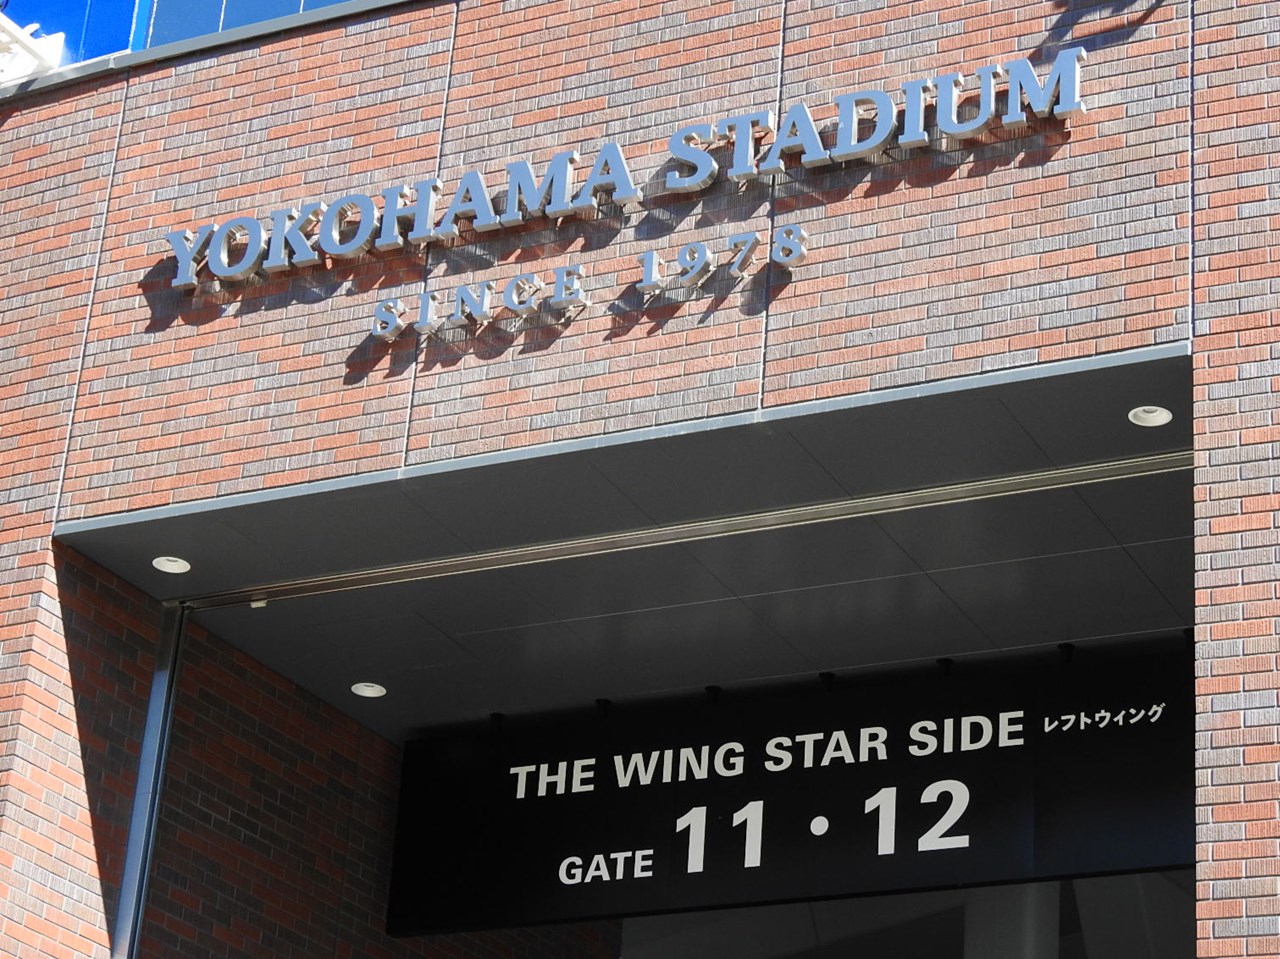 YOKOHAMA STADIUM
SINCE 1978
THE WING STAR SIDE レフトウィング
GATE 11・12